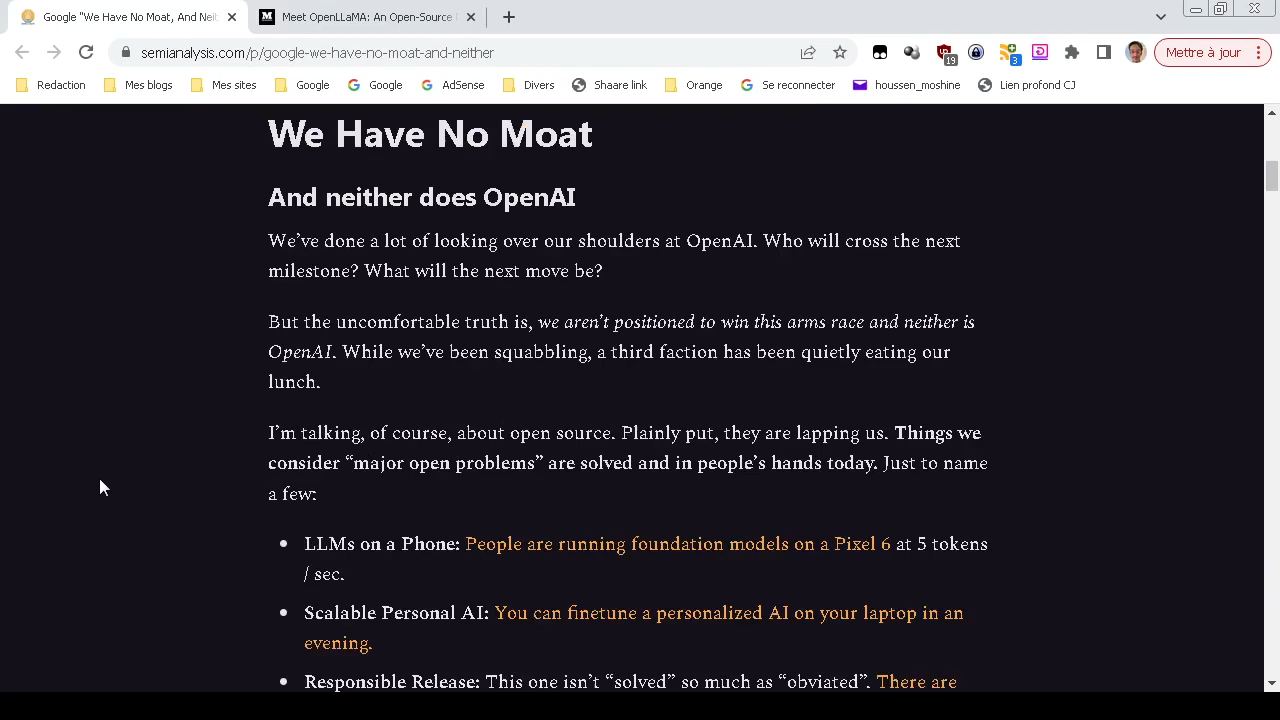 Google "We Have No Moat, And Neit
Meet OpenLLaMA: An Open-Source
semianalysis.com/p/google-we-have-no-moat-and-neither
19
3
Mettre à jour
Redaction
Mes blogs
Mes sites
Google
Google
AdSense
Divers
Shaare link
Orange
Se reconnecter
houssen_moshine
Lien profond CJ
We Have No Moat
And neither does OpenAI
We've done a lot of looking over our shoulders at OpenAI. Who will cross the next
milestone? What will the next move be?
But the uncomfortable truth is, we aren't positioned to win this arms race and neither is
OpenAI. While we've been squabbling, a third faction has been quietly eating our
lunch.
I'm talking, of course, about open source. Plainly put, they are lapping us. Things we
consider “major open problems” are solved and in people's hands today. Just to name
a few:
• LLMs on a Phone: People are running foundation models on a Pixel 6 at 5 tokens
/ sec.
• Scalable Personal AI: You can finetune a personalized AI on your laptop in an
evening.
• Responsible Release: This one isn't “solved” so much as “obviated”. There are